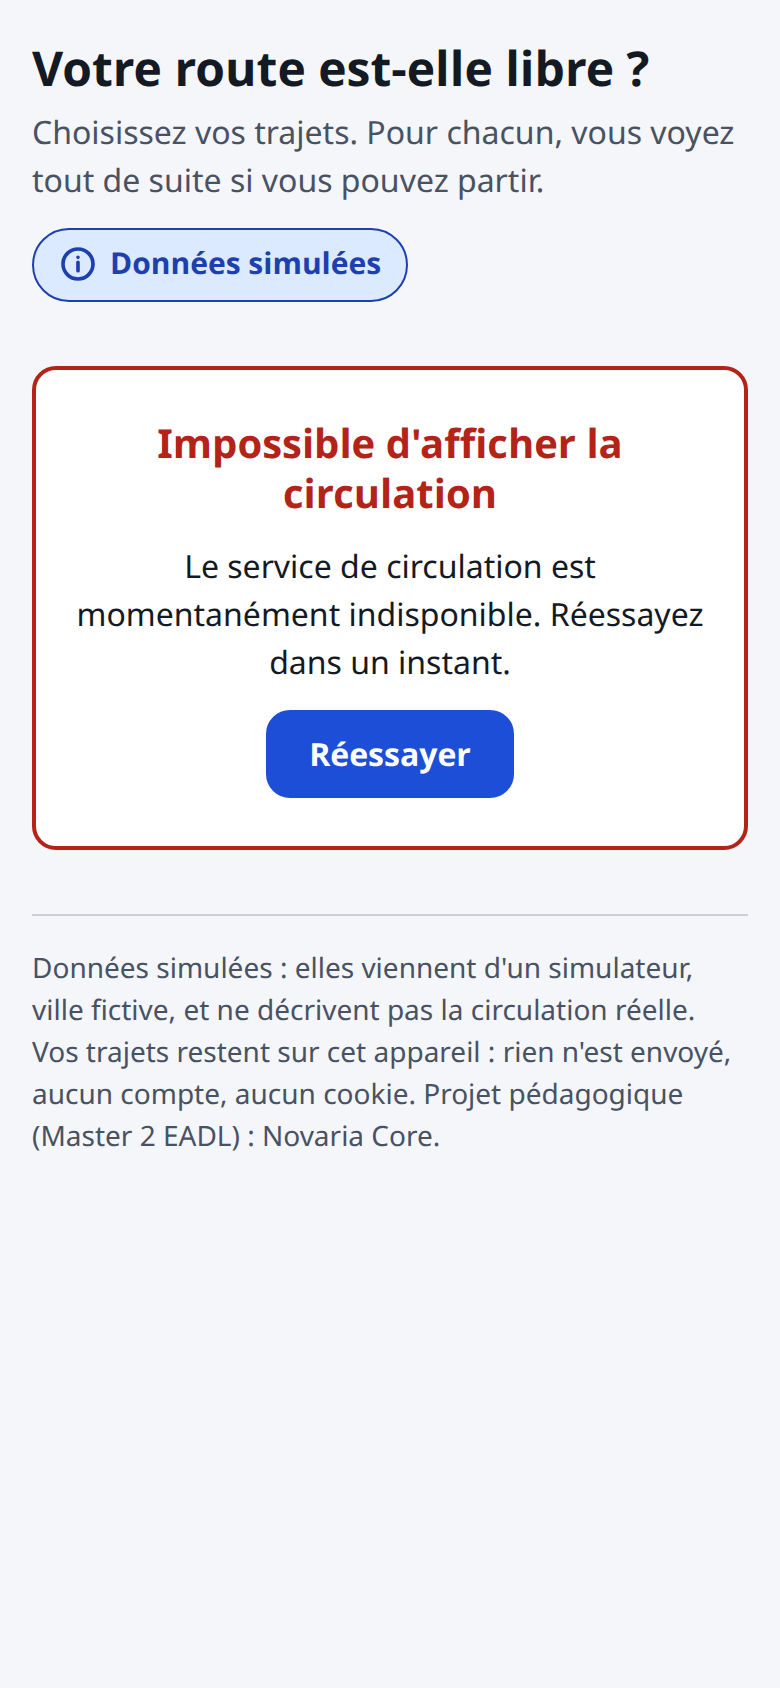 Votre route est-elle libre ?
Choisissez vos trajets. Pour chacun, vous voyez
tout de suite si vous pouvez partir.
Données simulées
Impossible d'afficher la
circulation
Le service de circulation est
momentanément indisponible. Réessayez
dans un instant.
Réessayer
Données simulées : elles viennent d'un simulateur,
ville fictive, et ne décrivent pas la circulation réelle.
Vos trajets restent sur cet appareil : rien n'est envoyé,
aucun compte, aucun cookie. Projet pédagogique
(Master 2 EADL) : Novaria Core.